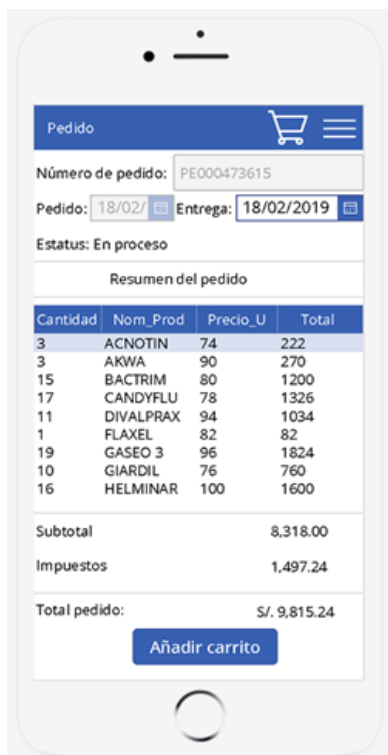 Pedido
Número de pedido: PE000473615
Pedido: 18/02/ Entrega: 18/02/2019
Estatus: En proceso
Resumen del pedido
Cantidad Nom_Prod Precio_U Total
3 ACNOTIN 74 222
3 AKWA 90 270
15 BACTRIM 80 1200
17 CANDYFLU 78 1326
11 DIVALPRAX 94 1034
1 FLAXEL 82 82
19 GASEO 3 96 1824
10 GIARDIL 76 760
16 HELMINAR 100 1600
Subtotal 8,318.00
Impuestos 1,497.24
Total pedido: S/. 9,815.24
Añadir carrito